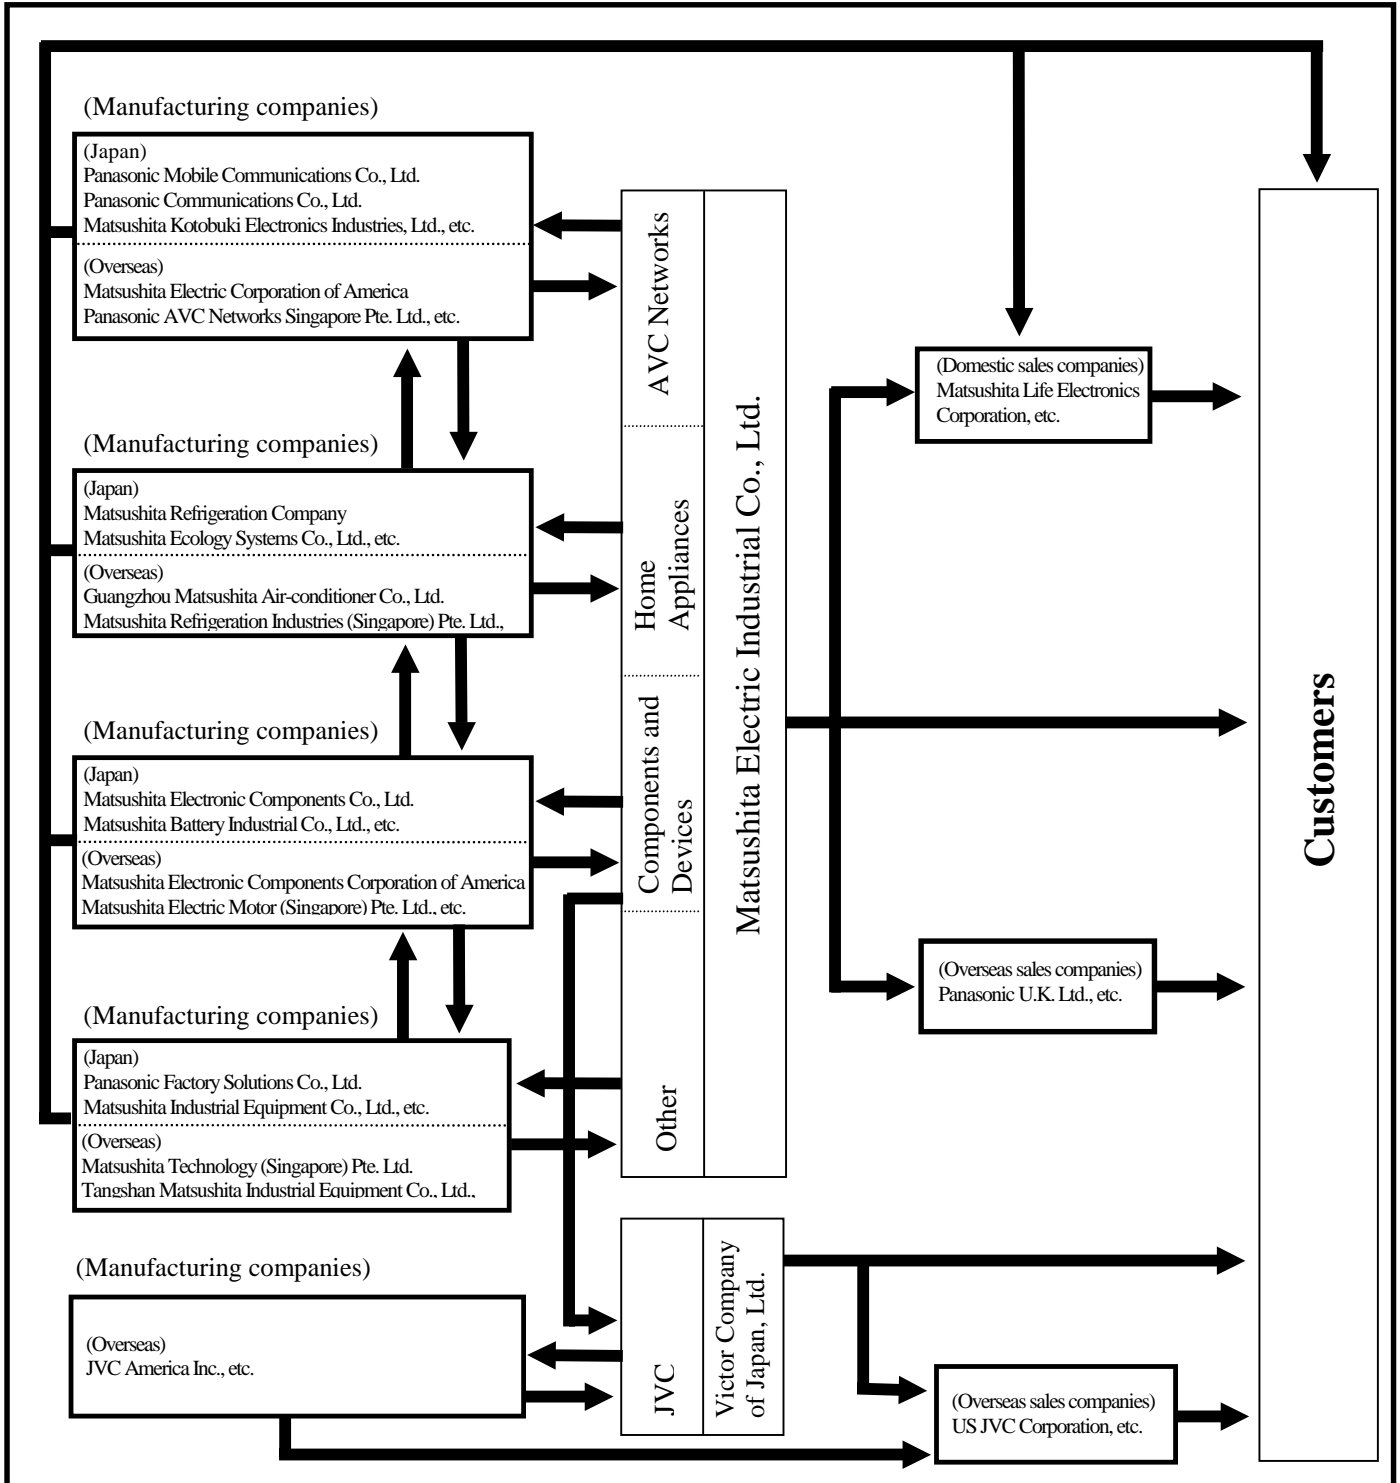 (Manufacturing companies)
(Japan)
Panasonic Mobile Communications Co., Ltd.
Panasonic Communications Co., Ltd.
Matsushita Kotobuki Electronics Industries, Ltd., etc.
(Overseas)
Matsushita Electric Corporation of America
Panasonic AVC Networks Singapore Pte. Ltd., etc.
(Manufacturing companies)
(Japan)
Matsushita Refrigeration Company
Matsushita Ecology Systems Co., Ltd., etc.
(Overseas)
Guangzhou Matsushita Air-conditioner Co., Ltd.
Matsushita Refrigeration Industries (Singapore) Pte. Ltd.,
(Manufacturing companies)
(Japan)
Matsushita Electronic Components Co., Ltd.
Matsushita Battery Industrial Co., Ltd., etc.
(Overseas)
Matsushita Electronic Components Corporation of America
Matsushita Electric Motor (Singapore) Pte. Ltd., etc.
(Manufacturing companies)
(Japan)
Panasonic Factory Solutions Co., Ltd.
Matsushita Industrial Equipment Co., Ltd., etc.
(Overseas)
Matsushita Technology (Singapore) Pte. Ltd.
Tangshan Matsushita Industrial Equipment Co., Ltd.,
(Manufacturing companies)
(Overseas)
JVC America Inc., etc.
AVC Networks
Home
Appliances
Components and
Devices
Other
Matsushita Electric Industrial Co., Ltd.
JVC
Victor Company
of Japan, Ltd.
(Domestic sales companies)
Matsushita Life Electronics
Corporation, etc.
(Overseas sales companies)
Panasonic U.K. Ltd., etc.
(Overseas sales companies)
US JVC Corporation, etc.
Customers